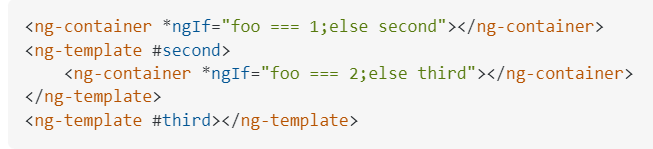 <ng-container *ngIf="foo === 1;else second"></ng-container>
<ng-template #second>
    <ng-container *ngIf="foo === 2;else third"></ng-container>
</ng-template>
<ng-template #third></ng-template>